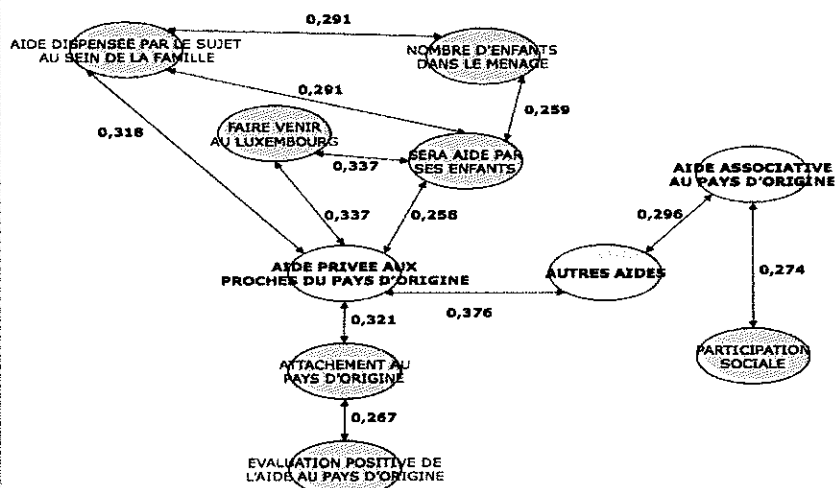 0,291
AIDE DISPENSEE PAR LE SUJET
AU SEIN DE LA FAMILLE
NOMBRE D'ENFANTS
DANS LE MENAGE
0,291
0,259
0,318
FAIRE VENIR
AU LUXEMBOURG
0,337
SERA AIDE PAR
SES ENFANTS
AIDE ASSOCIATIVE
AU PAYS D'ORIGINE
0,337
0,258
0,296
AIDE PRIVEE AUX
PROCHES DU PAYS D'ORIGINE
AUTRES AIDES
0,274
0,376
0,321
PARTICIPATION
SOCIALE
ATTACHEMENT AU
PAYS D'ORIGINE
0,267
EVALUATION POSITIVE DE
L'AIDE AU PAYS D'ORIGINE